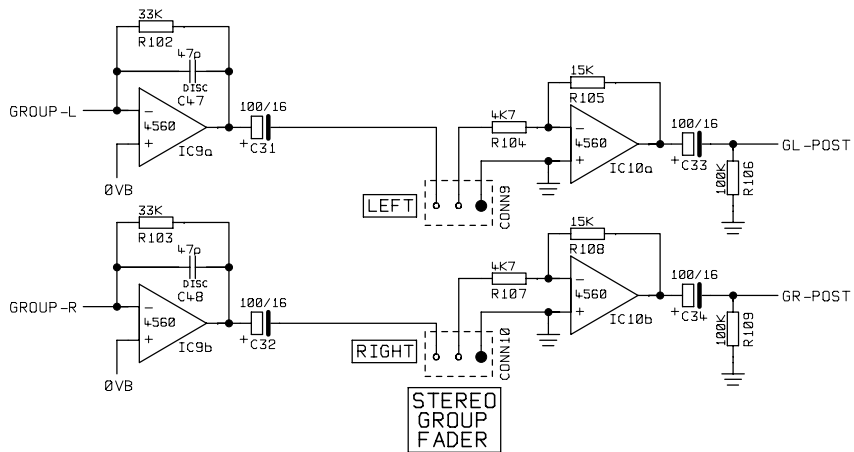 33K
R102
47p
DISC
C47
GROUP-L
4560
IC9a
0VB
100/16
+C31
LEFT
CONN9
4K7
R104
15K
R105
4560
IC10a
100/16
+C33
100K
R106
GL-POST
33K
R103
47p
DISC
C48
GROUP-R
4560
IC9b
0VB
100/16
+C32
RIGHT
CONN10
4K7
R107
15K
R108
4560
IC10b
100/16
+C34
100K
R109
GR-POST
STEREO
GROUP
FADER